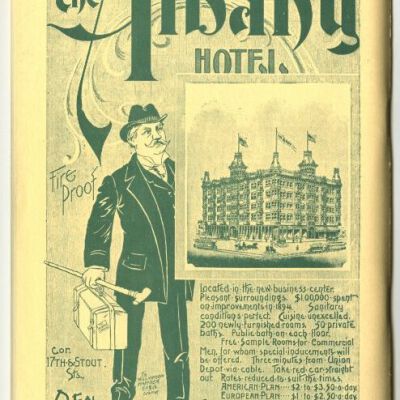 the Albany
HOTEL
Fire
Proof
Located in the new business center.
Pleasant surroundings. $100,000 spent
on improvements in 1894. Sanitary
conditions perfect. Cuisine unexcelled.
200 newly furnished rooms. 50 private
baths. Public bath on each floor.
Free Sample Rooms for Commercial
Men, for whom special inducements will
be offered. Three minutes from Union
Depot via cable. Take red car straight
out. Rates reduced to suit the times.
AMERICAN PLAN···· $2 to $3.50 a day.
EUROPEAN PLAN···· $1 to $2.50 a day.
Cor.
17TH & STOUT
Sts.
DEN